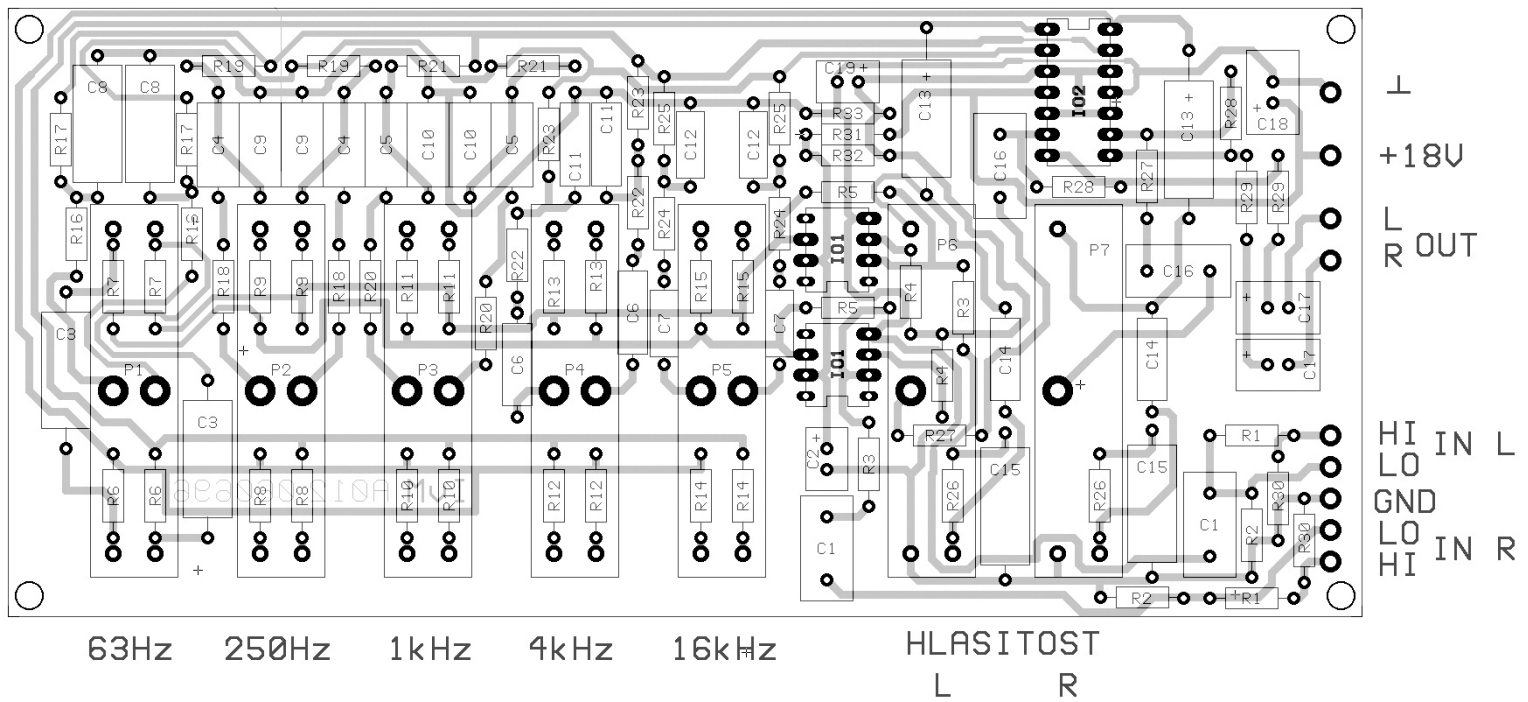 C8 C8 R19 R19 R21 R21 C19 + C13 + IO2 + C13 + R28 + C18 ⊥
R17 R17 C4 C9 C9 C4 C5 C10 C10 C5 R23 C11 C11 R23 R25 C12 C12 R25 R33
R31
R32 C16 R27 R28 R29 R29 +18V
R16 R22 R24 R24 R5 L
R7 R7 R18 R9 R9 R18 R20 R11 R11 R22 R13 R13 C6 R15 R15 IO1 P6 P7 C16 R OUT
C3 R20 C7 C7 R5 R4 R3 + C17
P1 + P2 P3 C6 P4 P5 IO1 R4 C14 + C14 + C17
C3 C2 + R3 R27 R1 HI IN L
LO
R6 R6 R8 R8 R10 R10 R12 R12 R14 R14 R26 C15 R26 C15 C1 R2 R30 R30 GND
LO
C1 HI IN R
+ R2 + R1
63Hz 250Hz 1kHz 4kHz 16kHz HLASITOST
L R